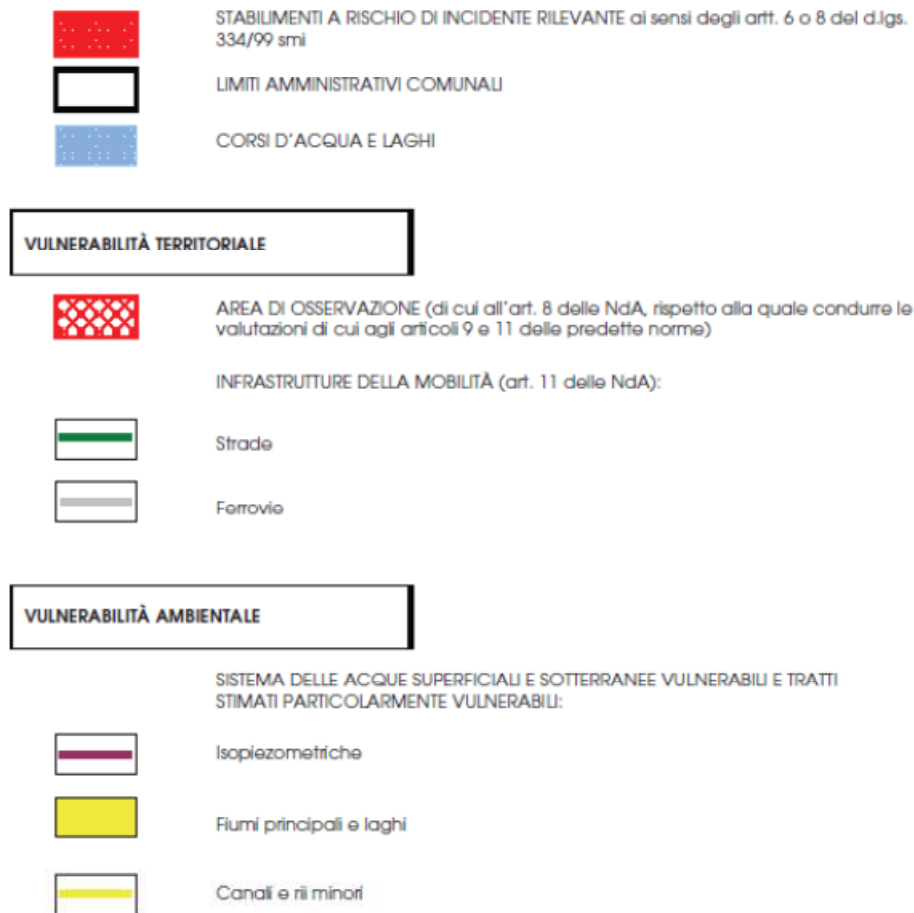 STABILIMENTI A RISCHIO DI INCIDENTE RILEVANTE ai sensi degli artt. 6 o 8 del d.lgs.
334/99 smi
LIMITI AMMINISTRATIVI COMUNALI
CORSI D'ACQUA E LAGHI
VULNERABILITÀ TERRITORIALE
AREA DI OSSERVAZIONE (di cui all'art. 8 delle NdA, rispetto alla quale condurre le
valutazioni di cui agli articoli 9 e 11 delle predette norme)
INFRASTRUTTURE DELLA MOBILITÀ (art. 11 delle NdA):
Strade
Ferrovie
VULNERABILITÀ AMBIENTALE
SISTEMA DELLE ACQUE SUPERFICIALI E SOTTERRANEE VULNERABILI E TRATTI
STIMATI PARTICOLARMENTE VULNERABILI:
Isopiezometriche
Fiumi principali e laghi
Canali e rii minori